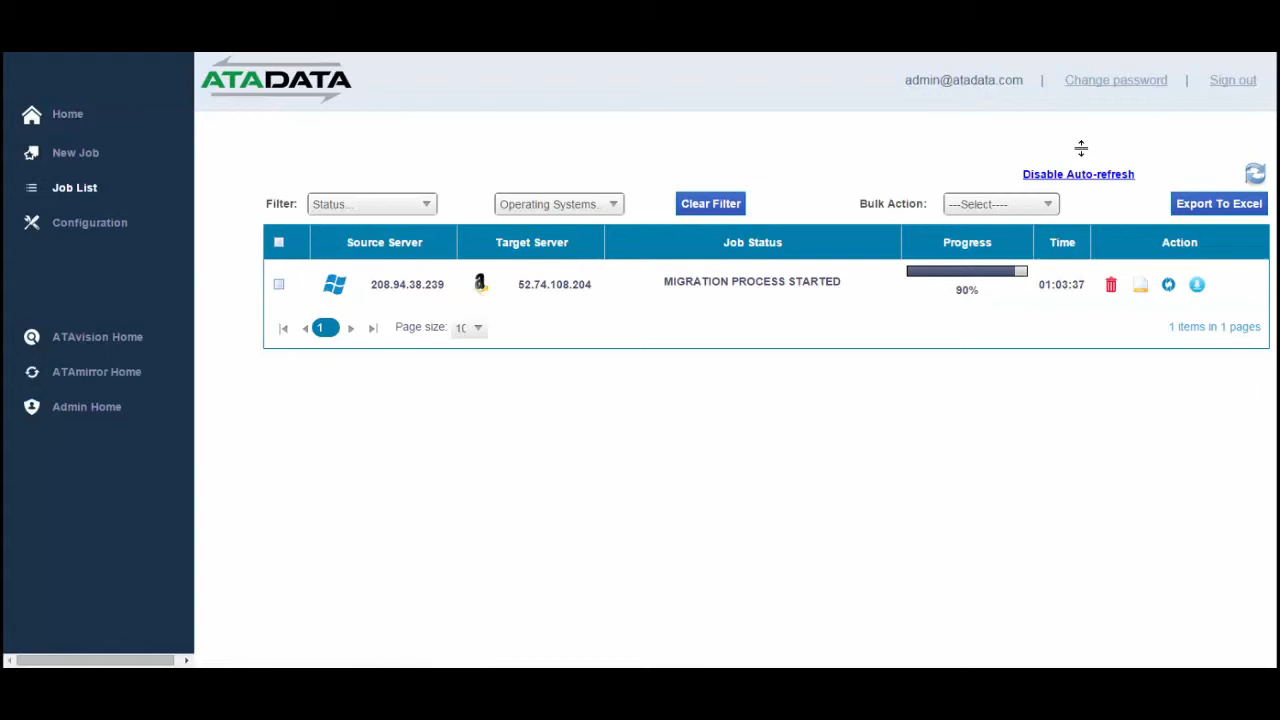 ATADATA
admin@atadata.com | Change password | Sign out
Home
New Job
Job List
Configuration
ATAvision Home
ATAmirror Home
Admin Home
Disable Auto-refresh
Filter: Status... Operating Systems. Clear Filter Bulk Action: ---Select---- Export To Excel
Source Server Target Server Job Status Progress Time Action
208.94.38.239 52.74.108.204 MIGRATION PROCESS STARTED 90% 01:03:37
1 Page size: 10 1 items in 1 pages